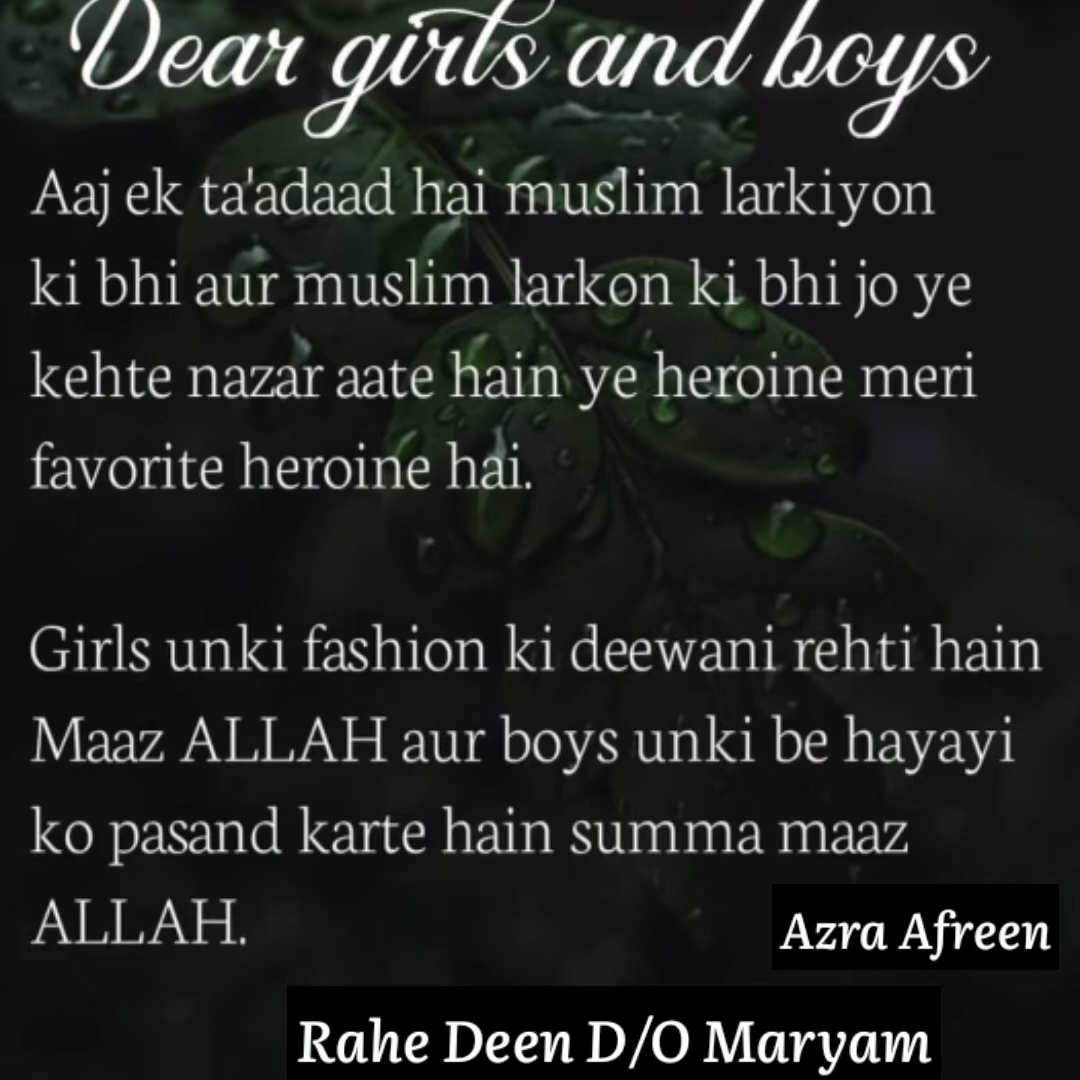 Dear girls and boys
Aaj ek ta'adaad hai muslim larkiyon
ki bhi aur muslim larkon ki bhi jo ye
kehte nazar aate hain ye heroine meri
favorite heroine hai.
Girls unki fashion ki deewani rehti hain
Maaz ALLAH aur boys unki be hayayi
ko pasand karte hain summa maaz
ALLAH.
Azra Afreen
Rahe Deen D/O Maryam